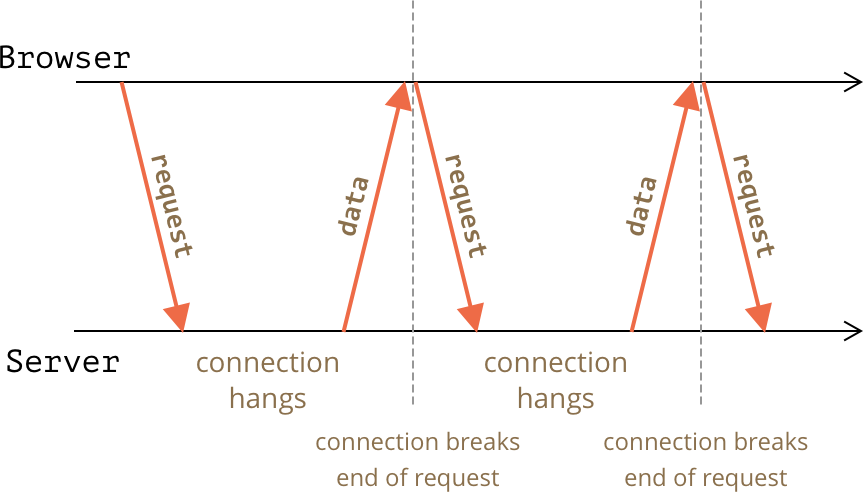 Browser
request
data
request
data
request
Server
connection
hangs
connection
hangs
connection breaks
end of request
connection breaks
end of request